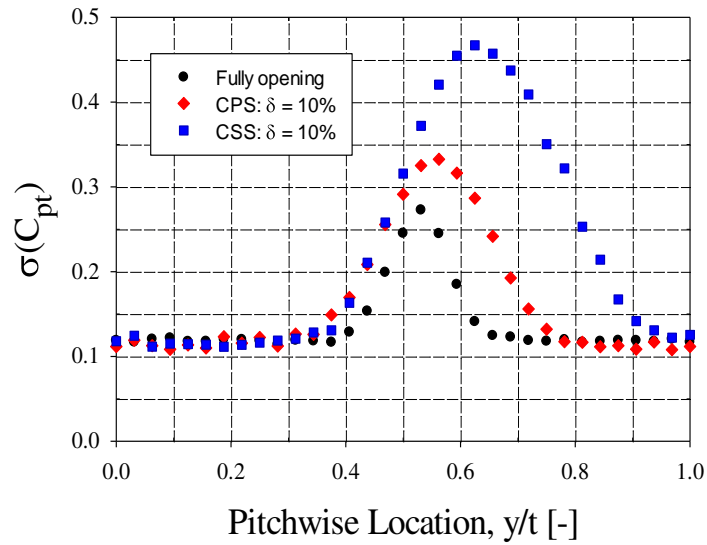 0.5
0.4
0.3
0.2
0.1
0.0
σ(Cpt)
Fully opening
CPS: δ = 10%
CSS: δ = 10%
0.0 0.2 0.4 0.6 0.8 1.0
Pitchwise Location, y/t [-]